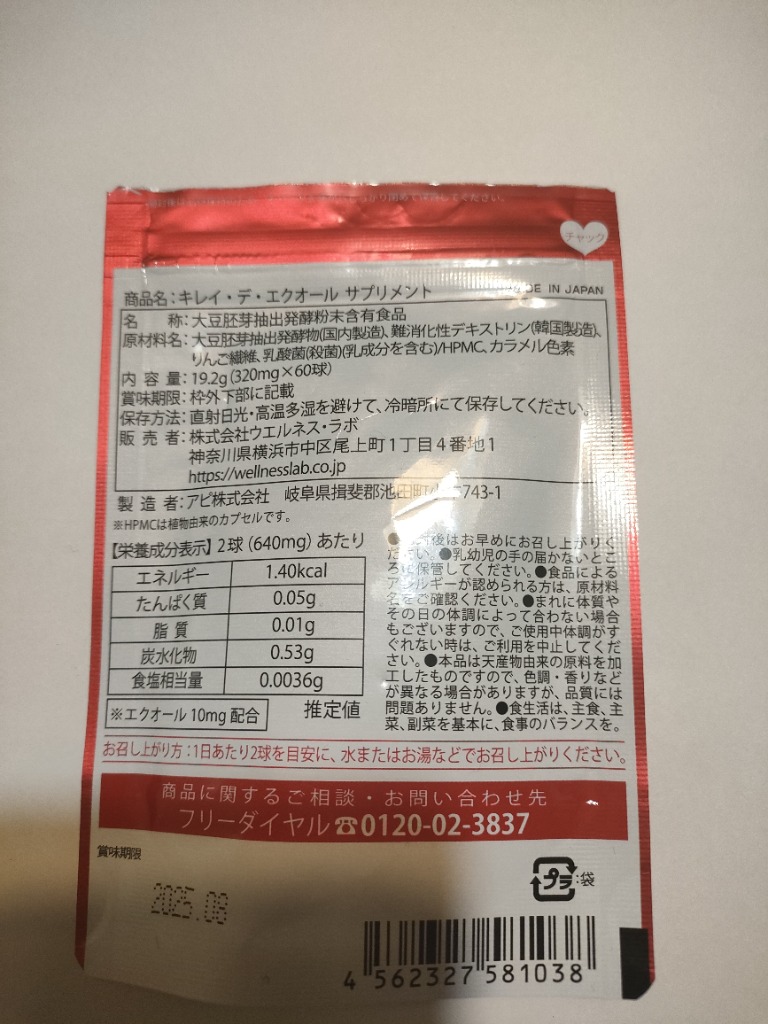 しっかり閉めて保存してください。
チャック
商品名：キレイ・デ・エクオール サプリメント
DE IN JAPAN
名　　称：大豆胚芽抽出発酵粉末含有食品
原材料名：大豆胚芽抽出発酵物(国内製造)、難消化性デキストリン(韓国製造)、
りんご繊維、乳酸菌(殺菌)(乳成分を含む)/HPMC、カラメル色素
内 容 量：19.2g(320mg×60球)
賞味期限：枠外下部に記載
保存方法：直射日光・高温多湿を避けて、冷暗所にて保存してください。
販 売 者：株式会社ウエルネス・ラボ
神奈川県横浜市中区尾上町1丁目4番地1
https://wellnesslab.co.jp
製 造 者：アピ株式会社　岐阜県揖斐郡池田町 5743-1
※HPMCは植物由来のカプセルです。
【栄養成分表示】2球(640mg)あたり
エネルギー 1.40kcal
たんぱく質 0.05g
脂 質 0.01g
炭水化物 0.53g
食塩相当量 0.0036g
※エクオール10mg配合
推定値
後はお早めにお召し上がりく
ださい。●乳幼児の手の届かないとこ
ろに保管してください。●食品による
アレルギーが認められる方は、原材料
名をご確認ください。●まれに体質や
その日の体調によって合わない場合
もございますので、ご使用中体調がす
ぐれない時は、ご利用を中止してくだ
さい。●本品は天産物由来の原料を加
工したものですので、色調・香りなど
が異なる場合がありますが、品質には
問題ありません。●食生活は、主食、主
菜、副菜を基本に、食事のバランスを。
お召し上がり方：1日あたり2球を目安に、水またはお湯などでお召し上がりください。
商品に関するご相談・お問い合わせ先
フリーダイヤル☎0120-02-3837
賞味期限
2025.08
プラ：袋
4 562327 581038